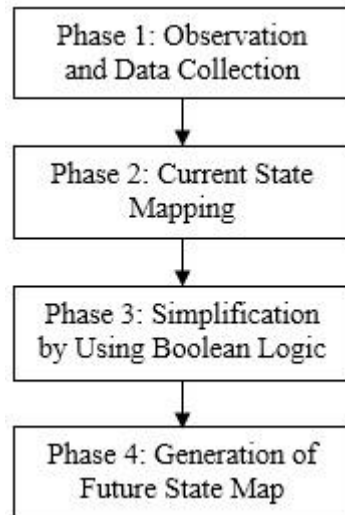 Phase 1: Observation
and Data Collection
Phase 2: Current State
Mapping
Phase 3: Simplification
by Using Boolean Logic
Phase 4: Generation of
Future State Map